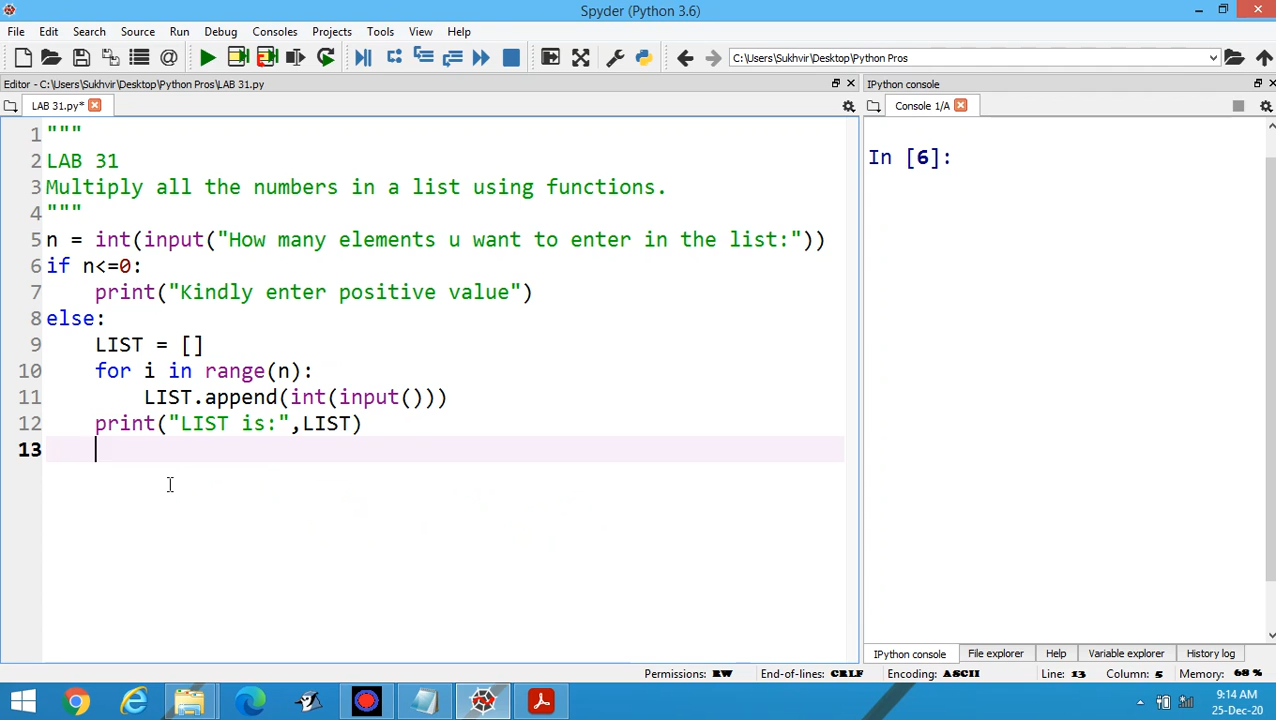 Spyder (Python 3.6)
File Edit Search Source Run Debug Consoles Projects Tools View Help
C:\Users\Sukhvir\Desktop\Python Pros
Editor - C:\Users\Sukhvir\Desktop\Python Pros\LAB 31.py
IPython console
LAB 31.py*
Console 1/A
1 """
2 LAB 31
3 Multiply all the numbers in a list using functions.
4 """
5 n = int(input("How many elements u want to enter in the list:"))
6 if n<=0:
7     print("Kindly enter positive value")
8 else:
9     LIST = []
10     for i in range(n):
11         LIST.append(int(input()))
12     print("LIST is:",LIST)
13
In [6]:
IPython console File explorer Help Variable explorer History log
Permissions: RW End-of-lines: CRLF Encoding: ASCII Line: 13 Column: 5 Memory: 68 %
9:14 AM
25-Dec-20